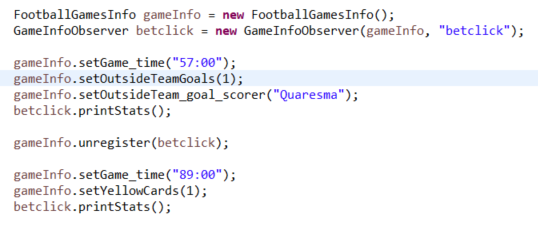 FootballGamesInfo gameInfo = new FootballGamesInfo();
GameInfoObserver betclick = new GameInfoObserver(gameInfo, "betclick");
gameInfo.setGame_time("57:00");
gameInfo.setOutsideTeamGoals(1);
gameInfo.setOutsideTeam_goal_scorer("Quaresma");
betclick.printStats();
gameInfo.unregister(betclick);
gameInfo.setGame_time("89:00");
gameInfo.setYellowCards(1);
betclick.printStats();